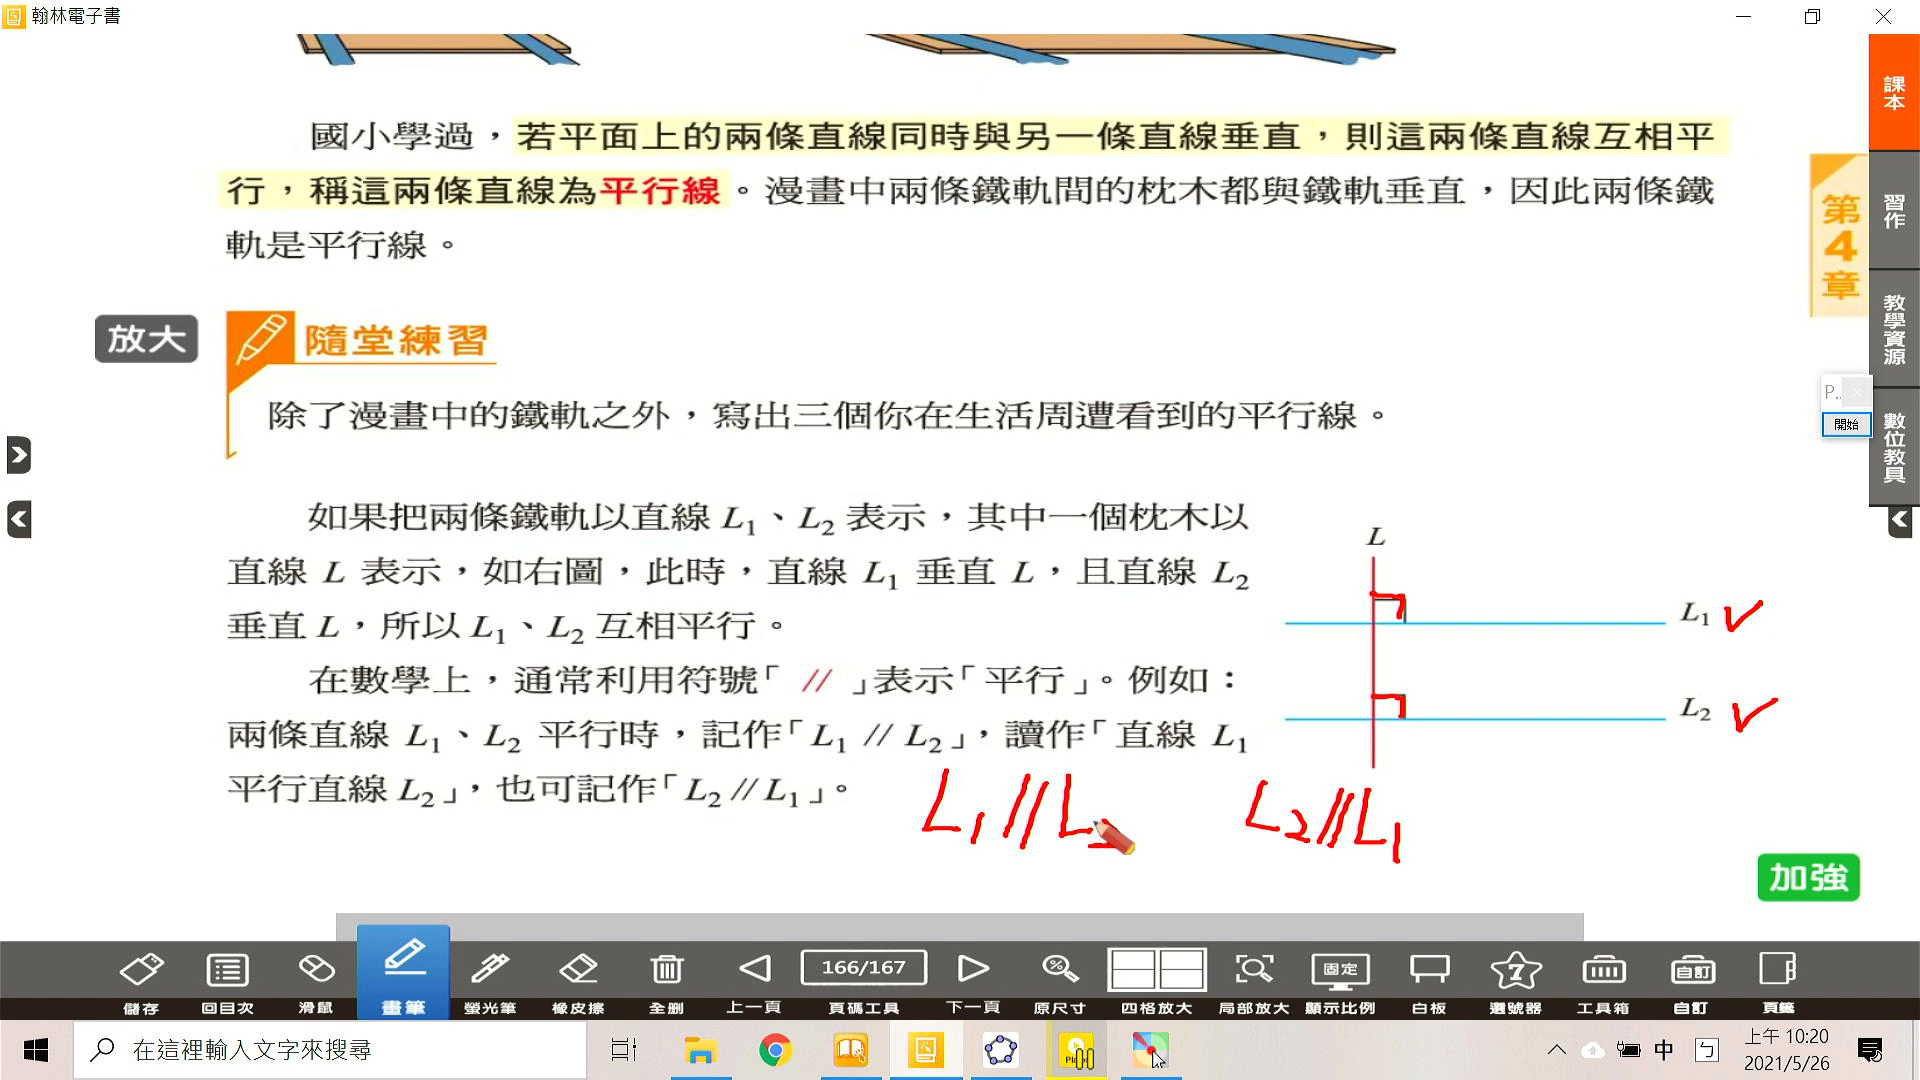 翰林電子書
國小學過，若平面上的兩條直線同時與另一條直線垂直，則這兩條直線互相平
行，稱這兩條直線為平行線。漫畫中兩條鐵軌間的枕木都與鐵軌垂直，因此兩條鐵
軌是平行線。
放大
隨堂練習
除了漫畫中的鐵軌之外，寫出三個你在生活周遭看到的平行線。
如果把兩條鐵軌以直線 L₁、L₂ 表示，其中一個枕木以
直線 L 表示，如右圖，此時，直線 L₁ 垂直 L，且直線 L₂
垂直 L，所以 L₁、L₂ 互相平行。
在數學上，通常利用符號「 // 」表示「平行」。例如：
兩條直線 L₁、L₂ 平行時，記作「L₁ // L₂」，讀作「直線 L₁
平行直線 L₂」，也可記作「L₂ // L₁」。
L
L₁
L₂
L₁ // L₂
L₂ // L₁
加強
課本
習作
教學資源
數位教具
第4章
P..
開始
儲存
回目次
滑鼠
畫筆
螢光筆
橡皮擦
全刪
上一頁
166/167
頁碼工具
下一頁
原尺寸
四格放大
局部放大
固定
顯示比例
白板
7
選號器
工具箱
自訂
自訂
頁籤
在這裡輸入文字來搜尋
中
ㄅ
上午 10:20
2021/5/26